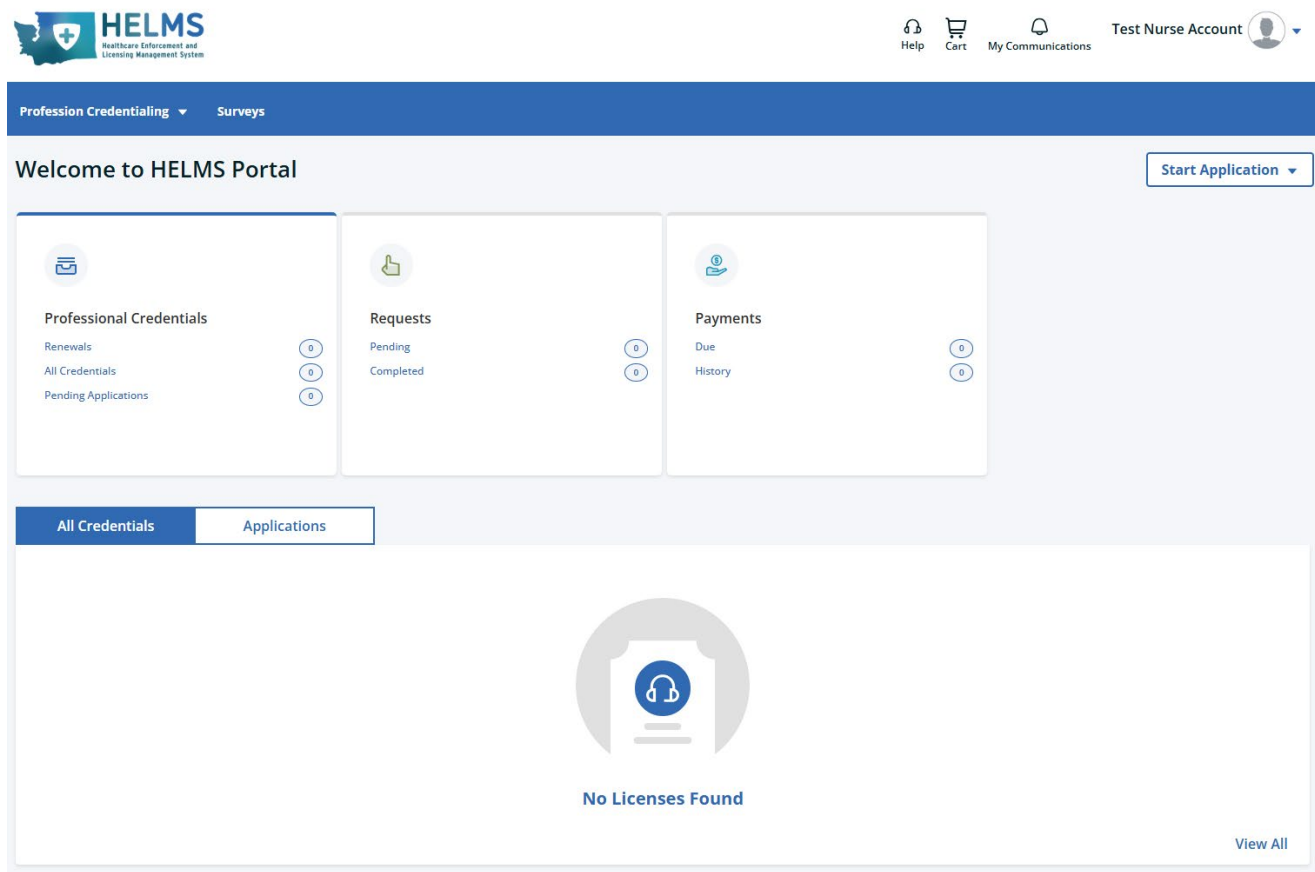 HELMS
Healthcare Enforcement and
Licensing Management System
Help
Cart
My Communications
Test Nurse Account
Profession Credentialing
Surveys
Welcome to HELMS Portal
Start Application
Professional Credentials
Renewals 0
All Credentials 0
Pending Applications 0
Requests
Pending 0
Completed 0
Payments
Due 0
History 0
All Credentials
Applications
No Licenses Found
View All